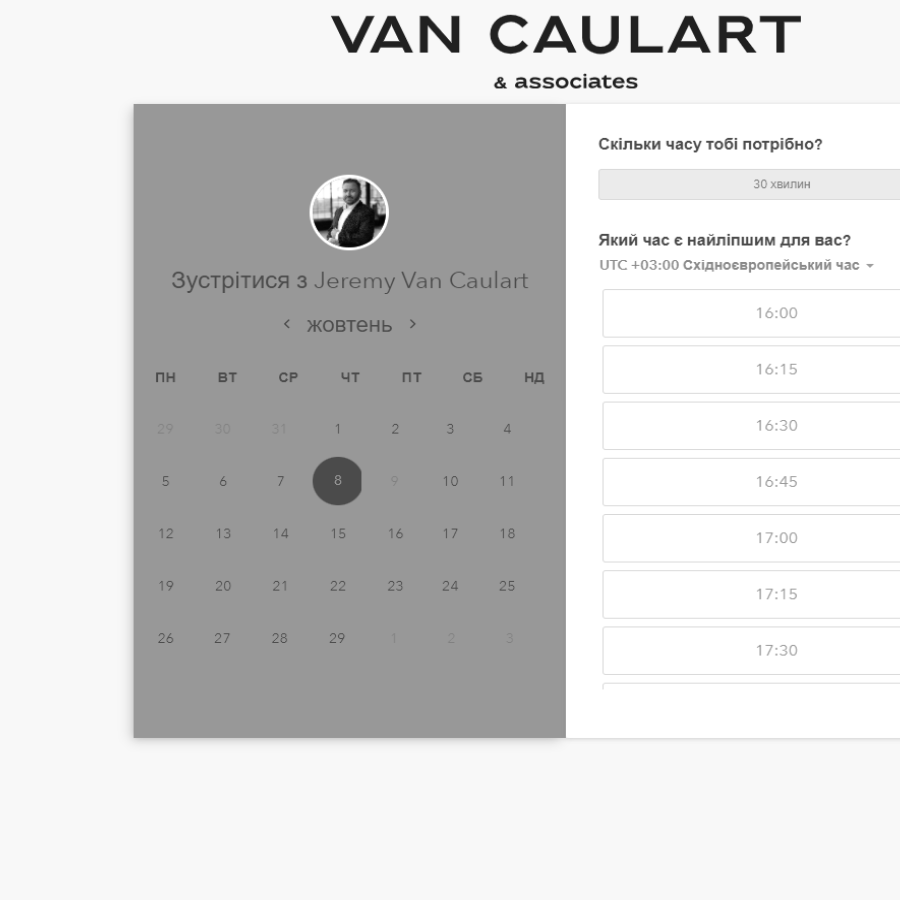 VAN CAULART
& associates
Зустрітися з Jeremy Van Caulart
‹ жовтень ›
ПН ВТ СР ЧТ ПТ СБ НД
29 30 31 1 2 3 4
5 6 7 8 9 10 11
12 13 14 15 16 17 18
19 20 21 22 23 24 25
26 27 28 29 1 2 3
Скільки часу тобі потрібно?
30 хвилин
Який час є найліпшим для вас?
UTC +03:00 Східноєвропейський час
16:00
16:15
16:30
16:45
17:00
17:15
17:30